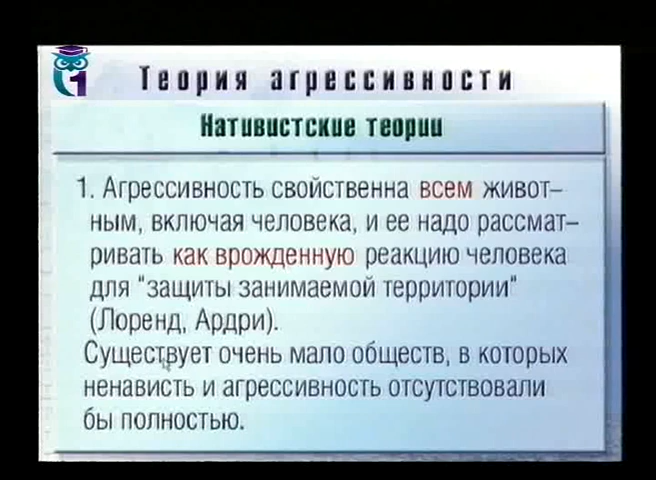 1
Теория агрессивности
Нативистские теории
1. Агрессивность свойственна всем живот–
ным, включая человека, и ее надо рассмат–
ривать как врожденную реакцию человека
для "защиты занимаемой территории"
(Лоренд, Ардри).
Существует очень мало обществ, в которых
ненависть и агрессивность отсутствовали
бы полностью.